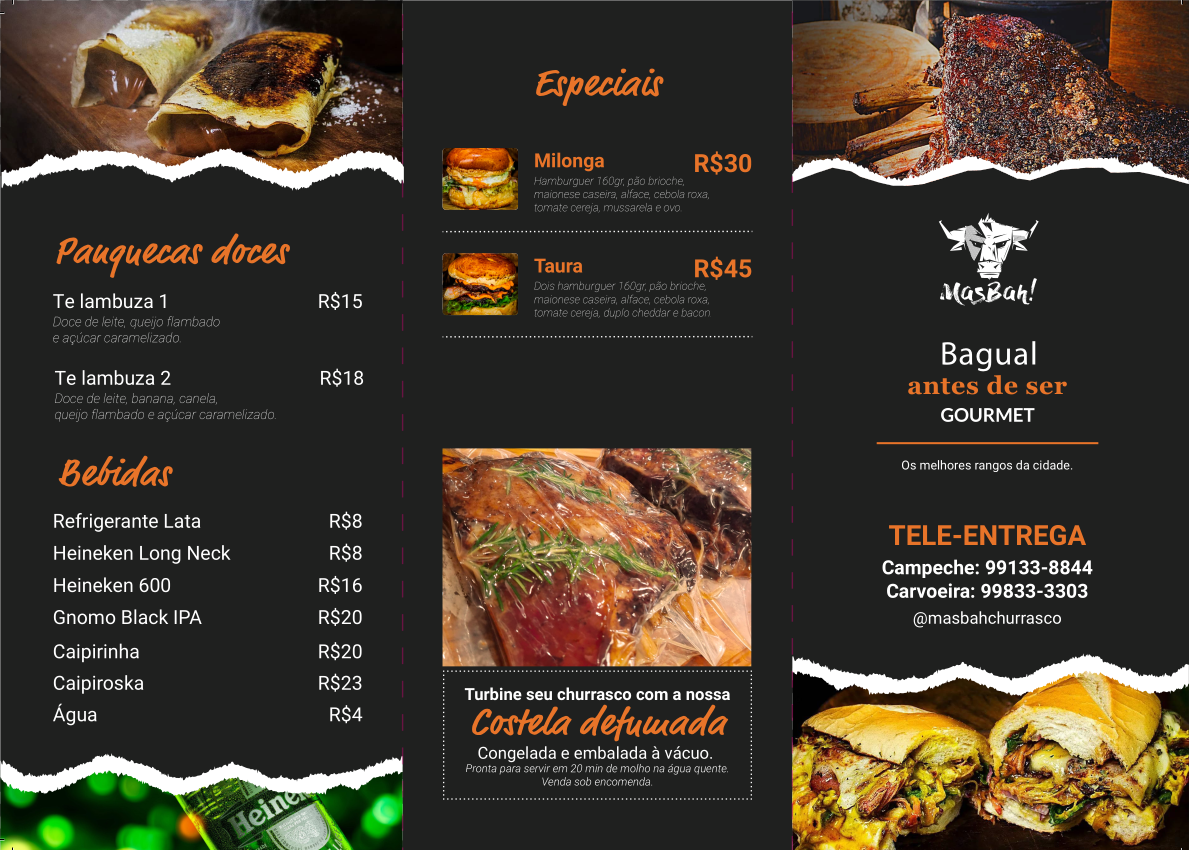 Panquecas doces
Te lambuza 1 R$15
Doce de leite, queijo flambado
e açúcar caramelizado.
Te lambuza 2 R$18
Doce de leite, banana, canela,
queijo flambado e açúcar caramelizado.
Bebidas
Refrigerante Lata R$8
Heineken Long Neck R$8
Heineken 600 R$16
Gnomo Black IPA R$20
Caipirinha R$20
Caipiroska R$23
Água R$4
Heine
Especiais
Milonga R$30
Hamburguer 160gr, pão brioche,
maionese caseira, alface, cebola roxa,
tomate cereja, mussarela e ovo.
Taura R$45
Dois hamburguer 160gr, pão brioche,
maionese caseira, alface, cebola roxa,
tomate cereja, duplo cheddar e bacon
Turbine seu churrasco com a nossa
Costela defumada
Congelada e embalada à vácuo.
Pronta para servir em 20 min de molho na água quente.
Venda sob encomenda.
MasBah!
Bagual
antes de ser
GOURMET
Os melhores rangos da cidade.
TELE-ENTREGA
Campeche: 99133-8844
Carvoeira: 99833-3303
@masbahchurrasco